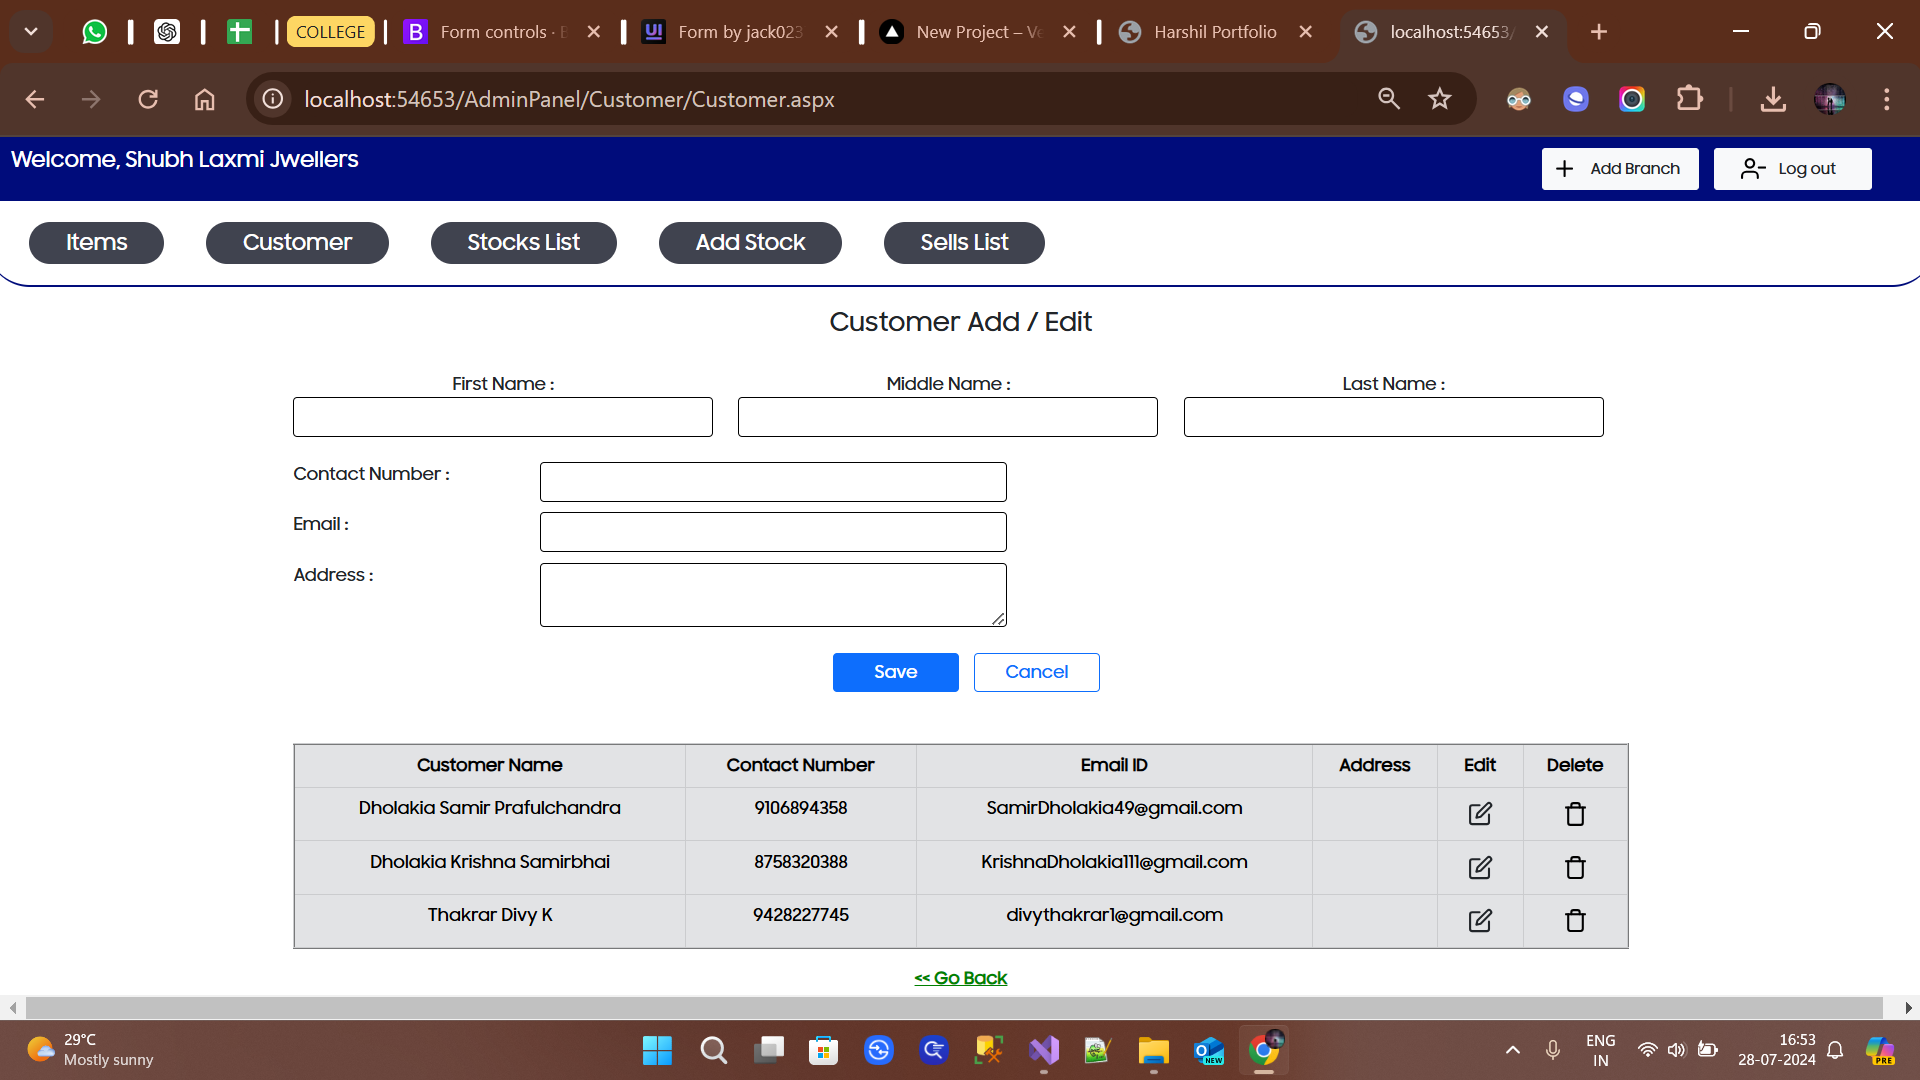 COLLEGE
Form controls · B
Form by jack023
New Project – Ve
Harshil Portfolio
localhost:54653/
localhost:54653/AdminPanel/Customer/Customer.aspx
Welcome, Shubh Laxmi Jwellers
Add Branch
Log out
Items
Customer
Stocks List
Add Stock
Sells List
Customer Add / Edit
First Name :
Middle Name :
Last Name :
Contact Number :
Email :
Address :
Save
Cancel
Customer Name Contact Number Email ID Address Edit Delete
Dholakia Samir Prafulchandra 9106894358 SamirDholakia49@gmail.com
Dholakia Krishna Samirbhai 8758320388 KrishnaDholakia111@gmail.com
Thakrar Divy K 9428227745 divythakrar1@gmail.com
<< Go Back
29°C
Mostly sunny
NEW
ENG
IN
16:53
28-07-2024
PRE